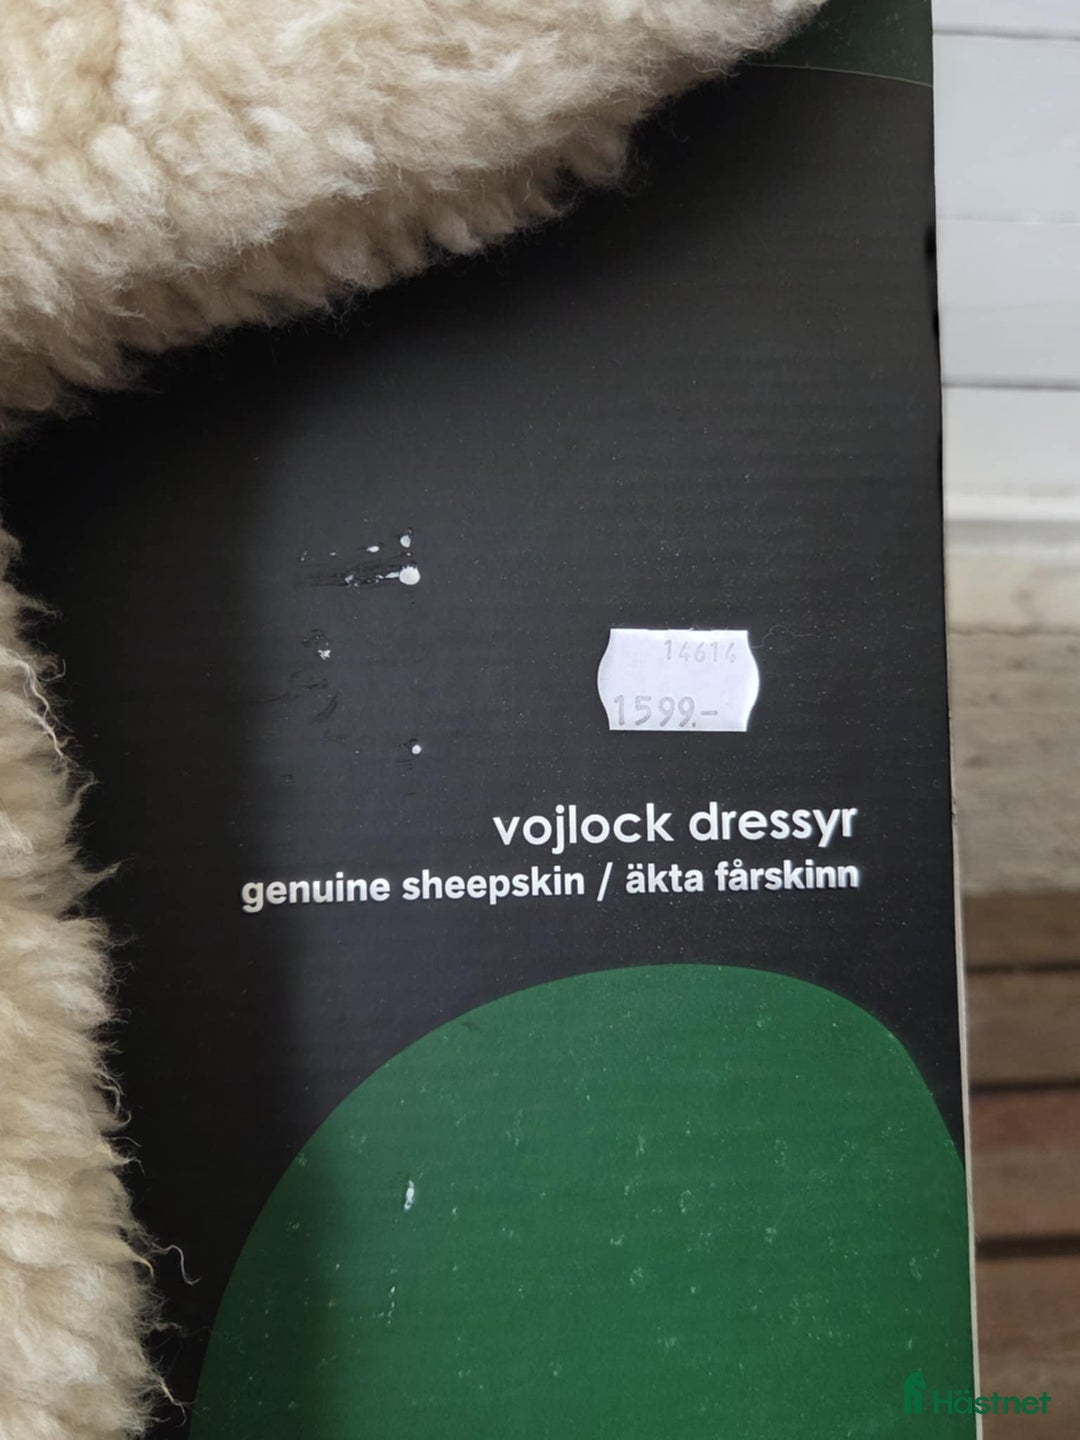 14614
1599.-
vojlock dressyr
genuine sheepskin / äkta fårskinn
Hästnet